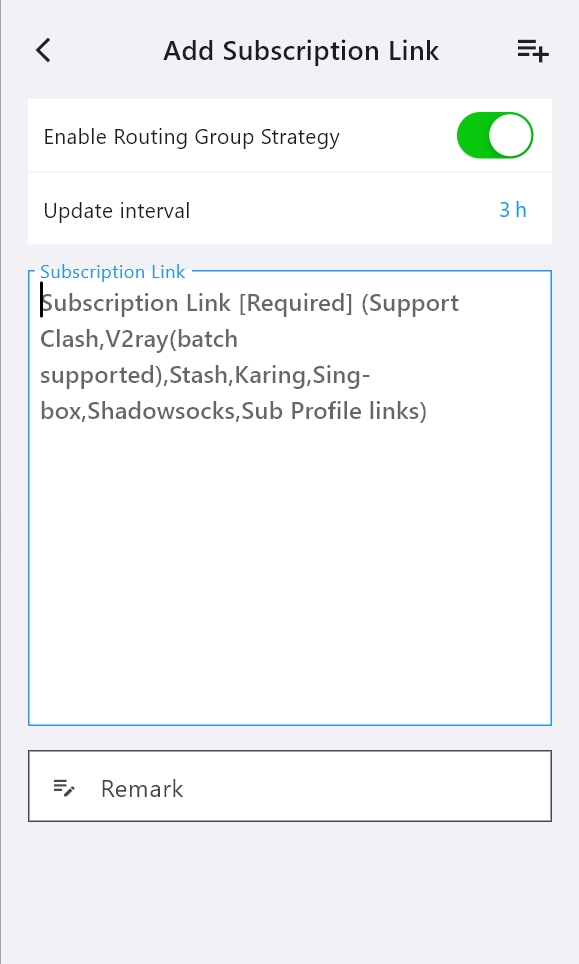 Add Subscription Link
Enable Routing Group Strategy
Update interval
3 h
Subscription Link
Subscription Link [Required] (Support
Clash,V2ray(batch
supported),Stash,Karing,Sing-
box,Shadowsocks,Sub Profile links)
Remark